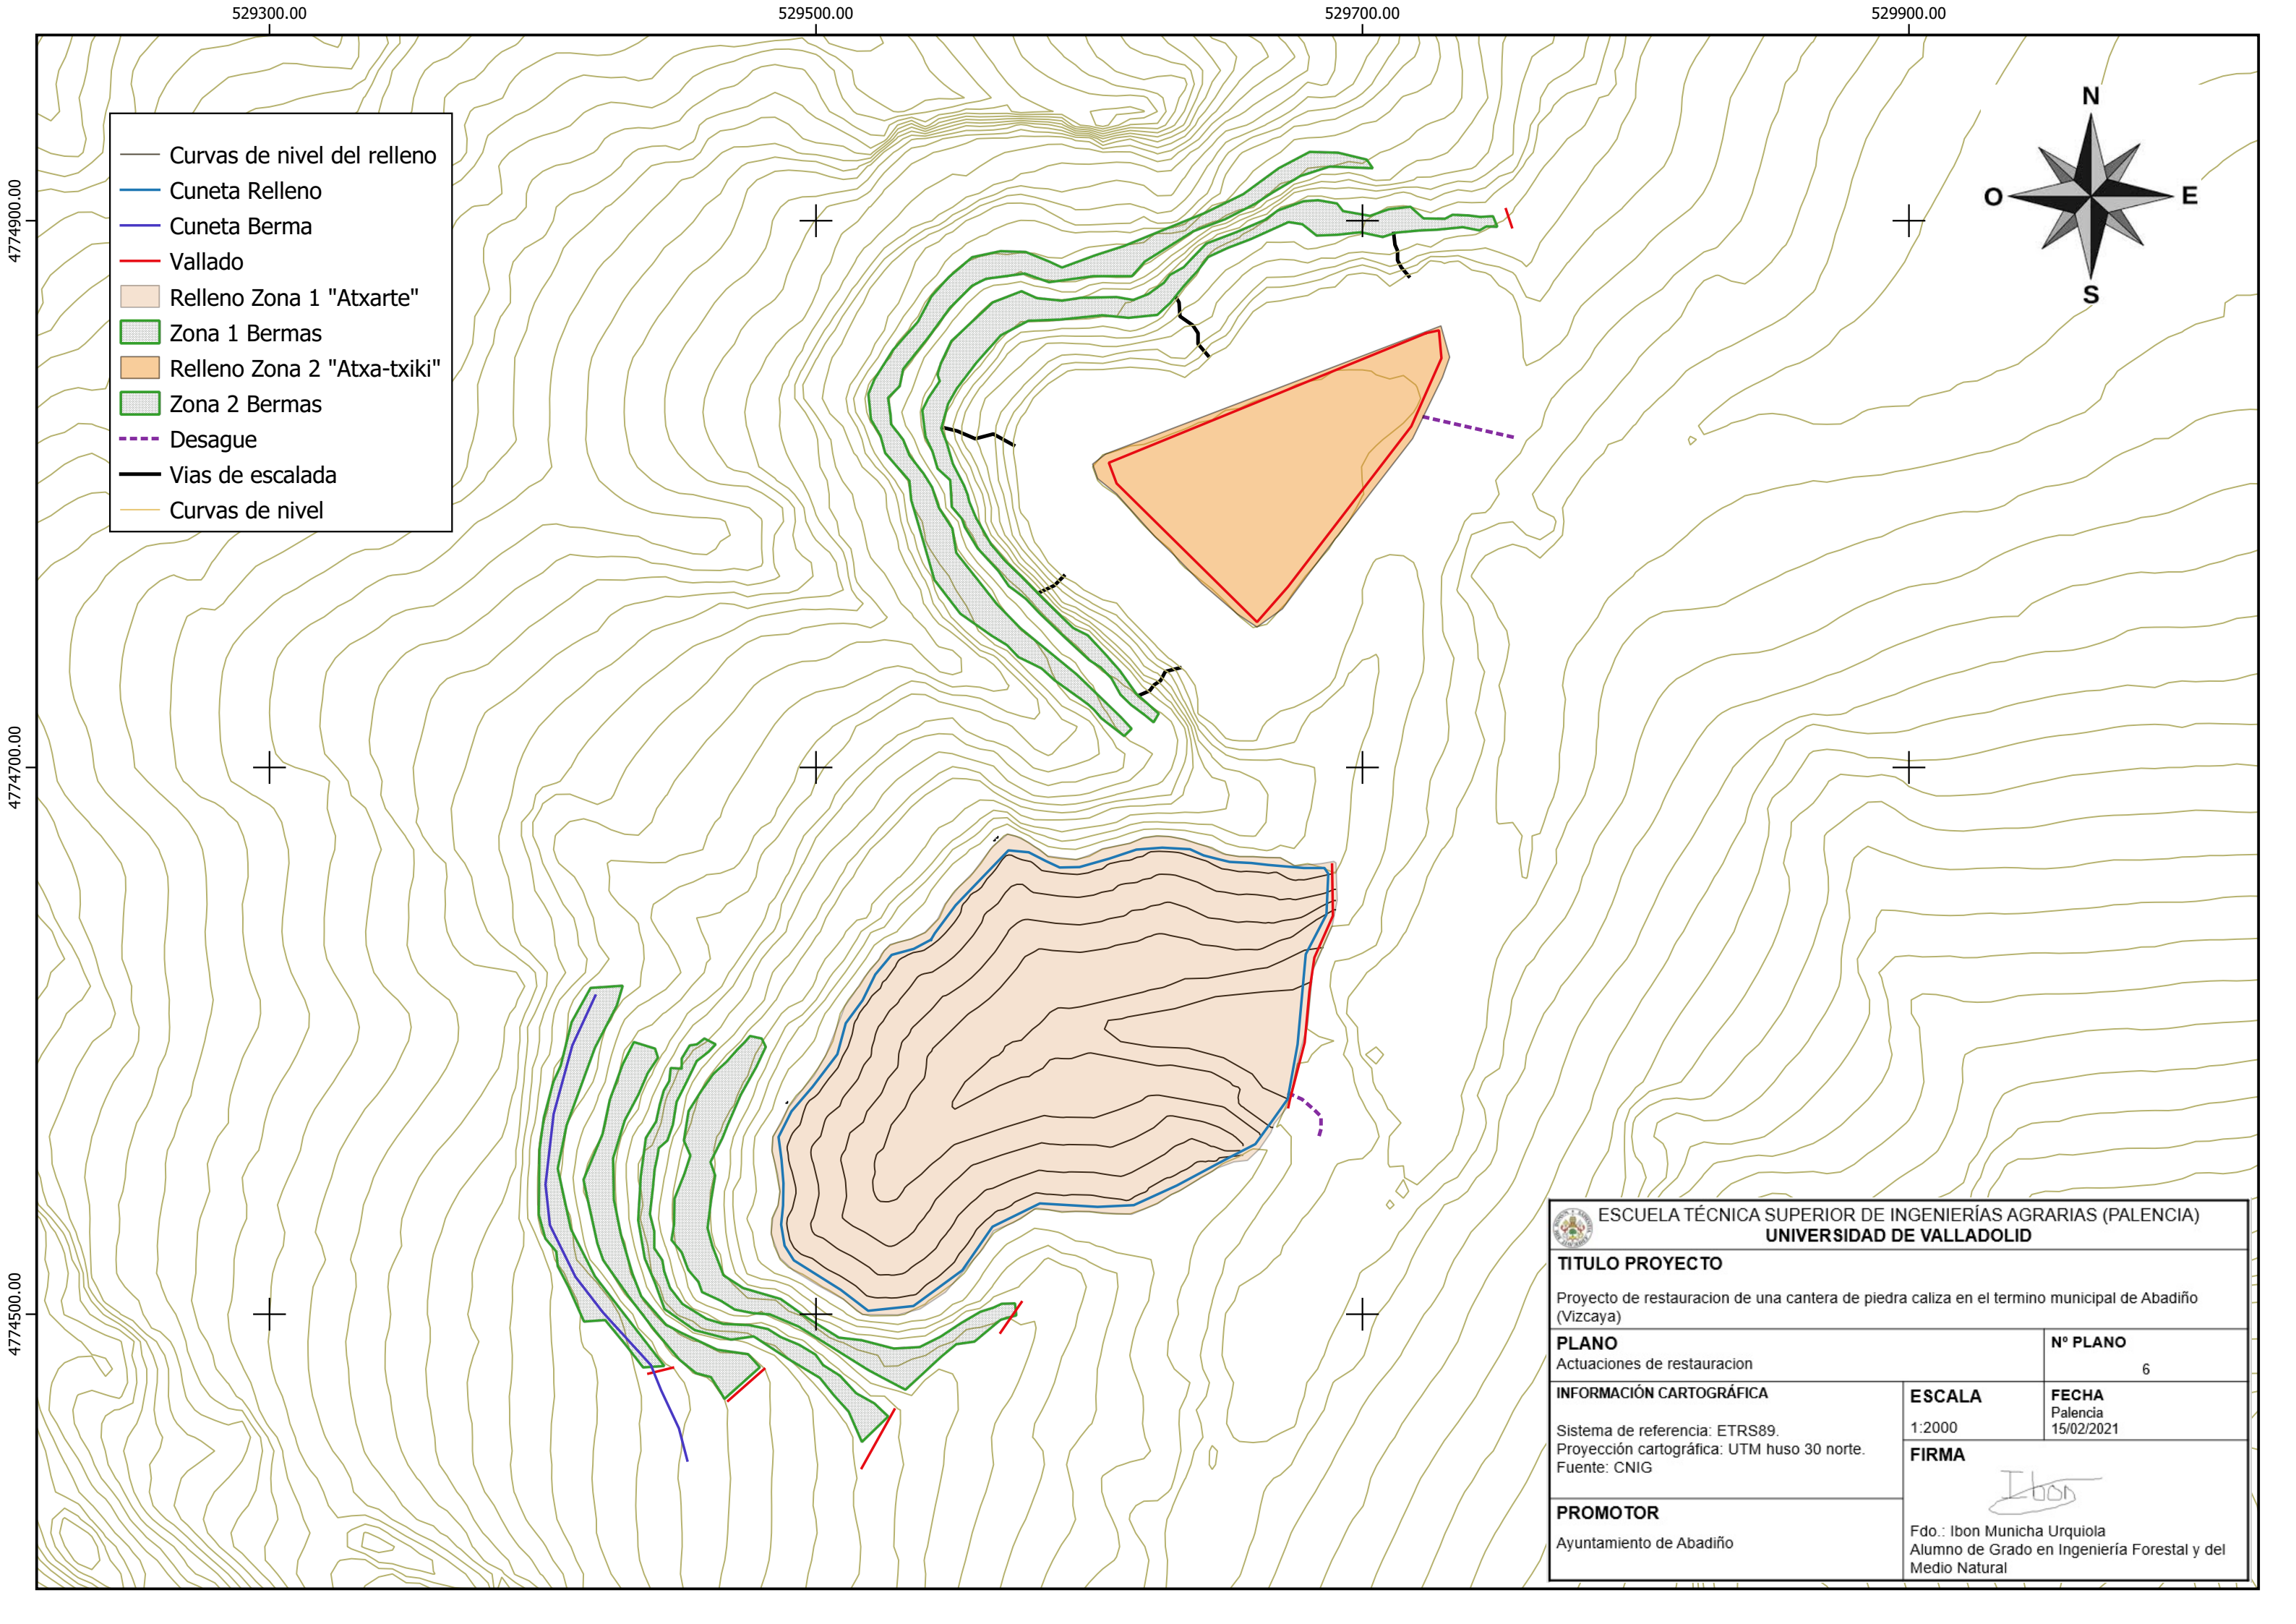 529300.00 529500.00 529700.00 529900.00
4774900.00
4774700.00
4774500.00
Curvas de nivel del relleno
Cuneta Relleno
Cuneta Berma
Vallado
Relleno Zona 1 "Atxarte"
Zona 1 Bermas
Relleno Zona 2 "Atxa-txiki"
Zona 2 Bermas
Desague
Vias de escalada
Curvas de nivel
N
O E
S
ESCUELA TÉCNICA SUPERIOR DE INGENIERÍAS AGRARIAS (PALENCIA)
UNIVERSIDAD DE VALLADOLID
TITULO PROYECTO
Proyecto de restauracion de una cantera de piedra caliza en el termino municipal de Abadiño
(Vizcaya)
PLANO
Actuaciones de restauracion
Nº PLANO
6
INFORMACIÓN CARTOGRÁFICA
Sistema de referencia: ETRS89.
Proyección cartográfica: UTM huso 30 norte.
Fuente: CNIG
ESCALA
1:2000
FECHA
Palencia
15/02/2021
PROMOTOR
Ayuntamiento de Abadiño
FIRMA
Ibon
Fdo.: Ibon Municha Urquiola
Alumno de Grado en Ingeniería Forestal y del
Medio Natural